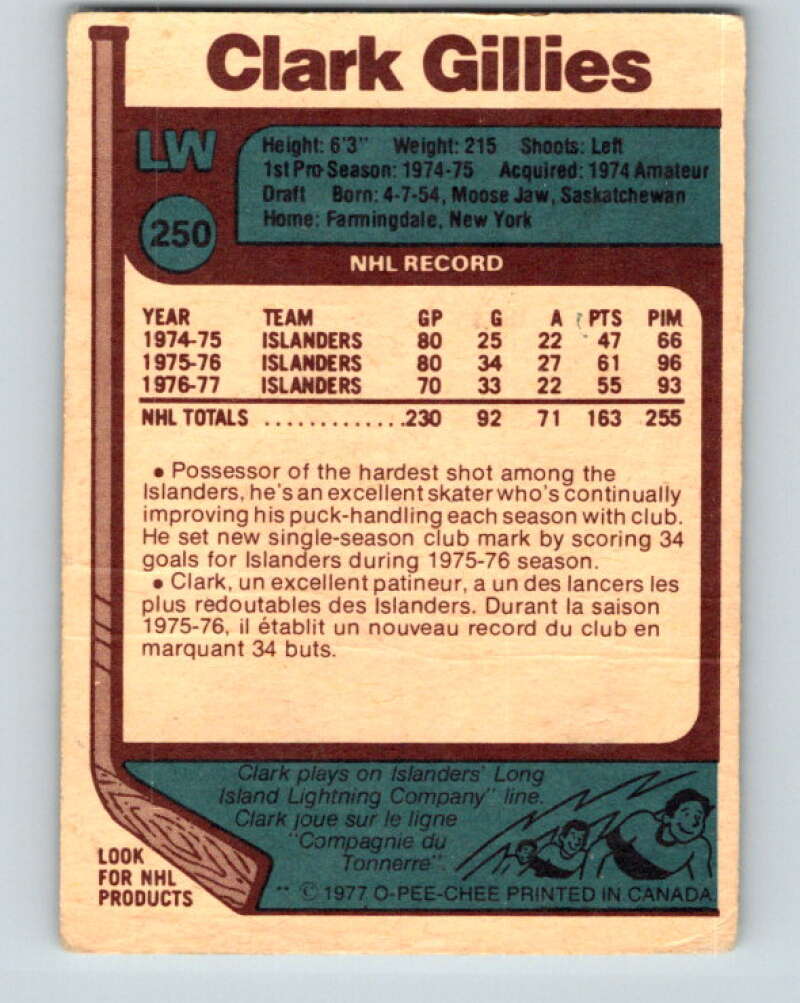 Clark Gillies
LW
250
Height: 6'3" Weight: 215 Shoots: Left
1st Pro Season: 1974-75 Acquired: 1974 Amateur
Draft Born: 4-7-54, Moose Jaw, Saskatchewan
Home: Farmingdale, New York
NHL RECORD
YEAR TEAM GP G A PTS PIM
1974-75 ISLANDERS 80 25 22 47 66
1975-76 ISLANDERS 80 34 27 61 96
1976-77 ISLANDERS 70 33 22 55 93
NHL TOTALS .............230 92 71 163 255
• Possessor of the hardest shot among the
Islanders, he's an excellent skater who's continually
improving his puck-handling each season with club.
He set new single-season club mark by scoring 34
goals for Islanders during 1975-76 season.
• Clark, un excellent patineur, a un des lancers les
plus redoutables des Islanders. Durant la saison
1975-76, il établit un nouveau record du club en
marquant 34 buts.
Clark plays on Islanders' Long
Island Lightning Company" line.
Clark joue sur le ligne
"Compagnie du
Tonnerre".
LOOK
FOR NHL
PRODUCTS
** © 1977 O-PEE-CHEE PRINTED IN CANADA